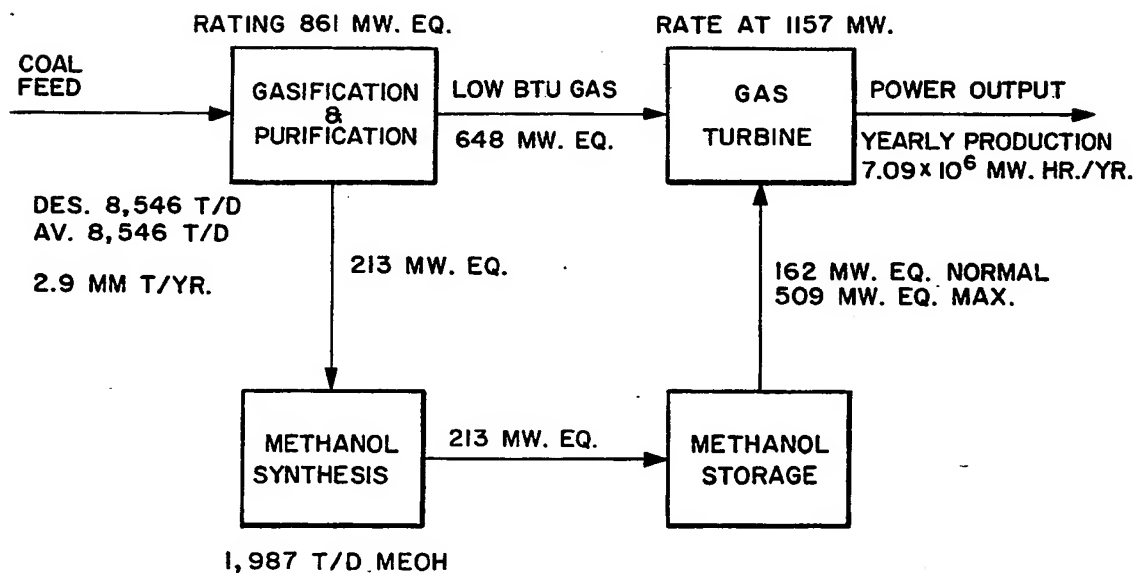 RATING 861 MW. EQ.
RATE AT 1157 MW.
COAL
FEED
GASIFICATION
&
PURIFICATION
LOW BTU GAS
648 MW. EQ.
GAS
TURBINE
POWER OUTPUT
YEARLY PRODUCTION
7.09 x 10⁶ MW. HR./YR.
DES. 8,546 T/D
AV. 8,546 T/D
2.9 MM T/YR.
213 MW. EQ.
162 MW. EQ. NORMAL
509 MW. EQ. MAX.
METHANOL
SYNTHESIS
213 MW. EQ.
METHANOL
STORAGE
1,987 T/D MEOH